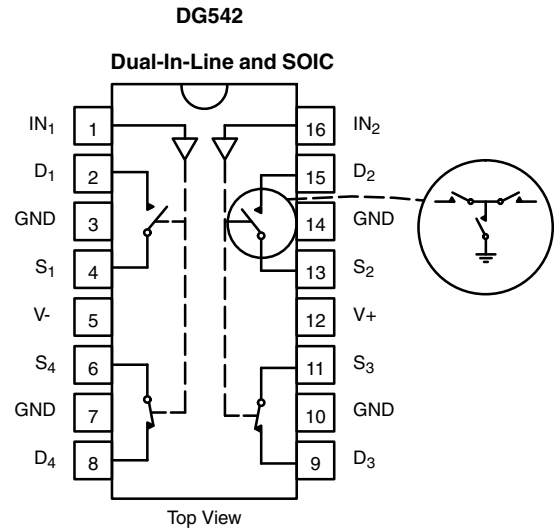 DG542
Dual-In-Line and SOIC
IN1 1 16 IN2
D1 2 15 D2
GND 3 14 GND
S1 4 13 S2
V- 5 12 V+
S4 6 11 S3
GND 7 10 GND
D4 8 9 D3
Top View